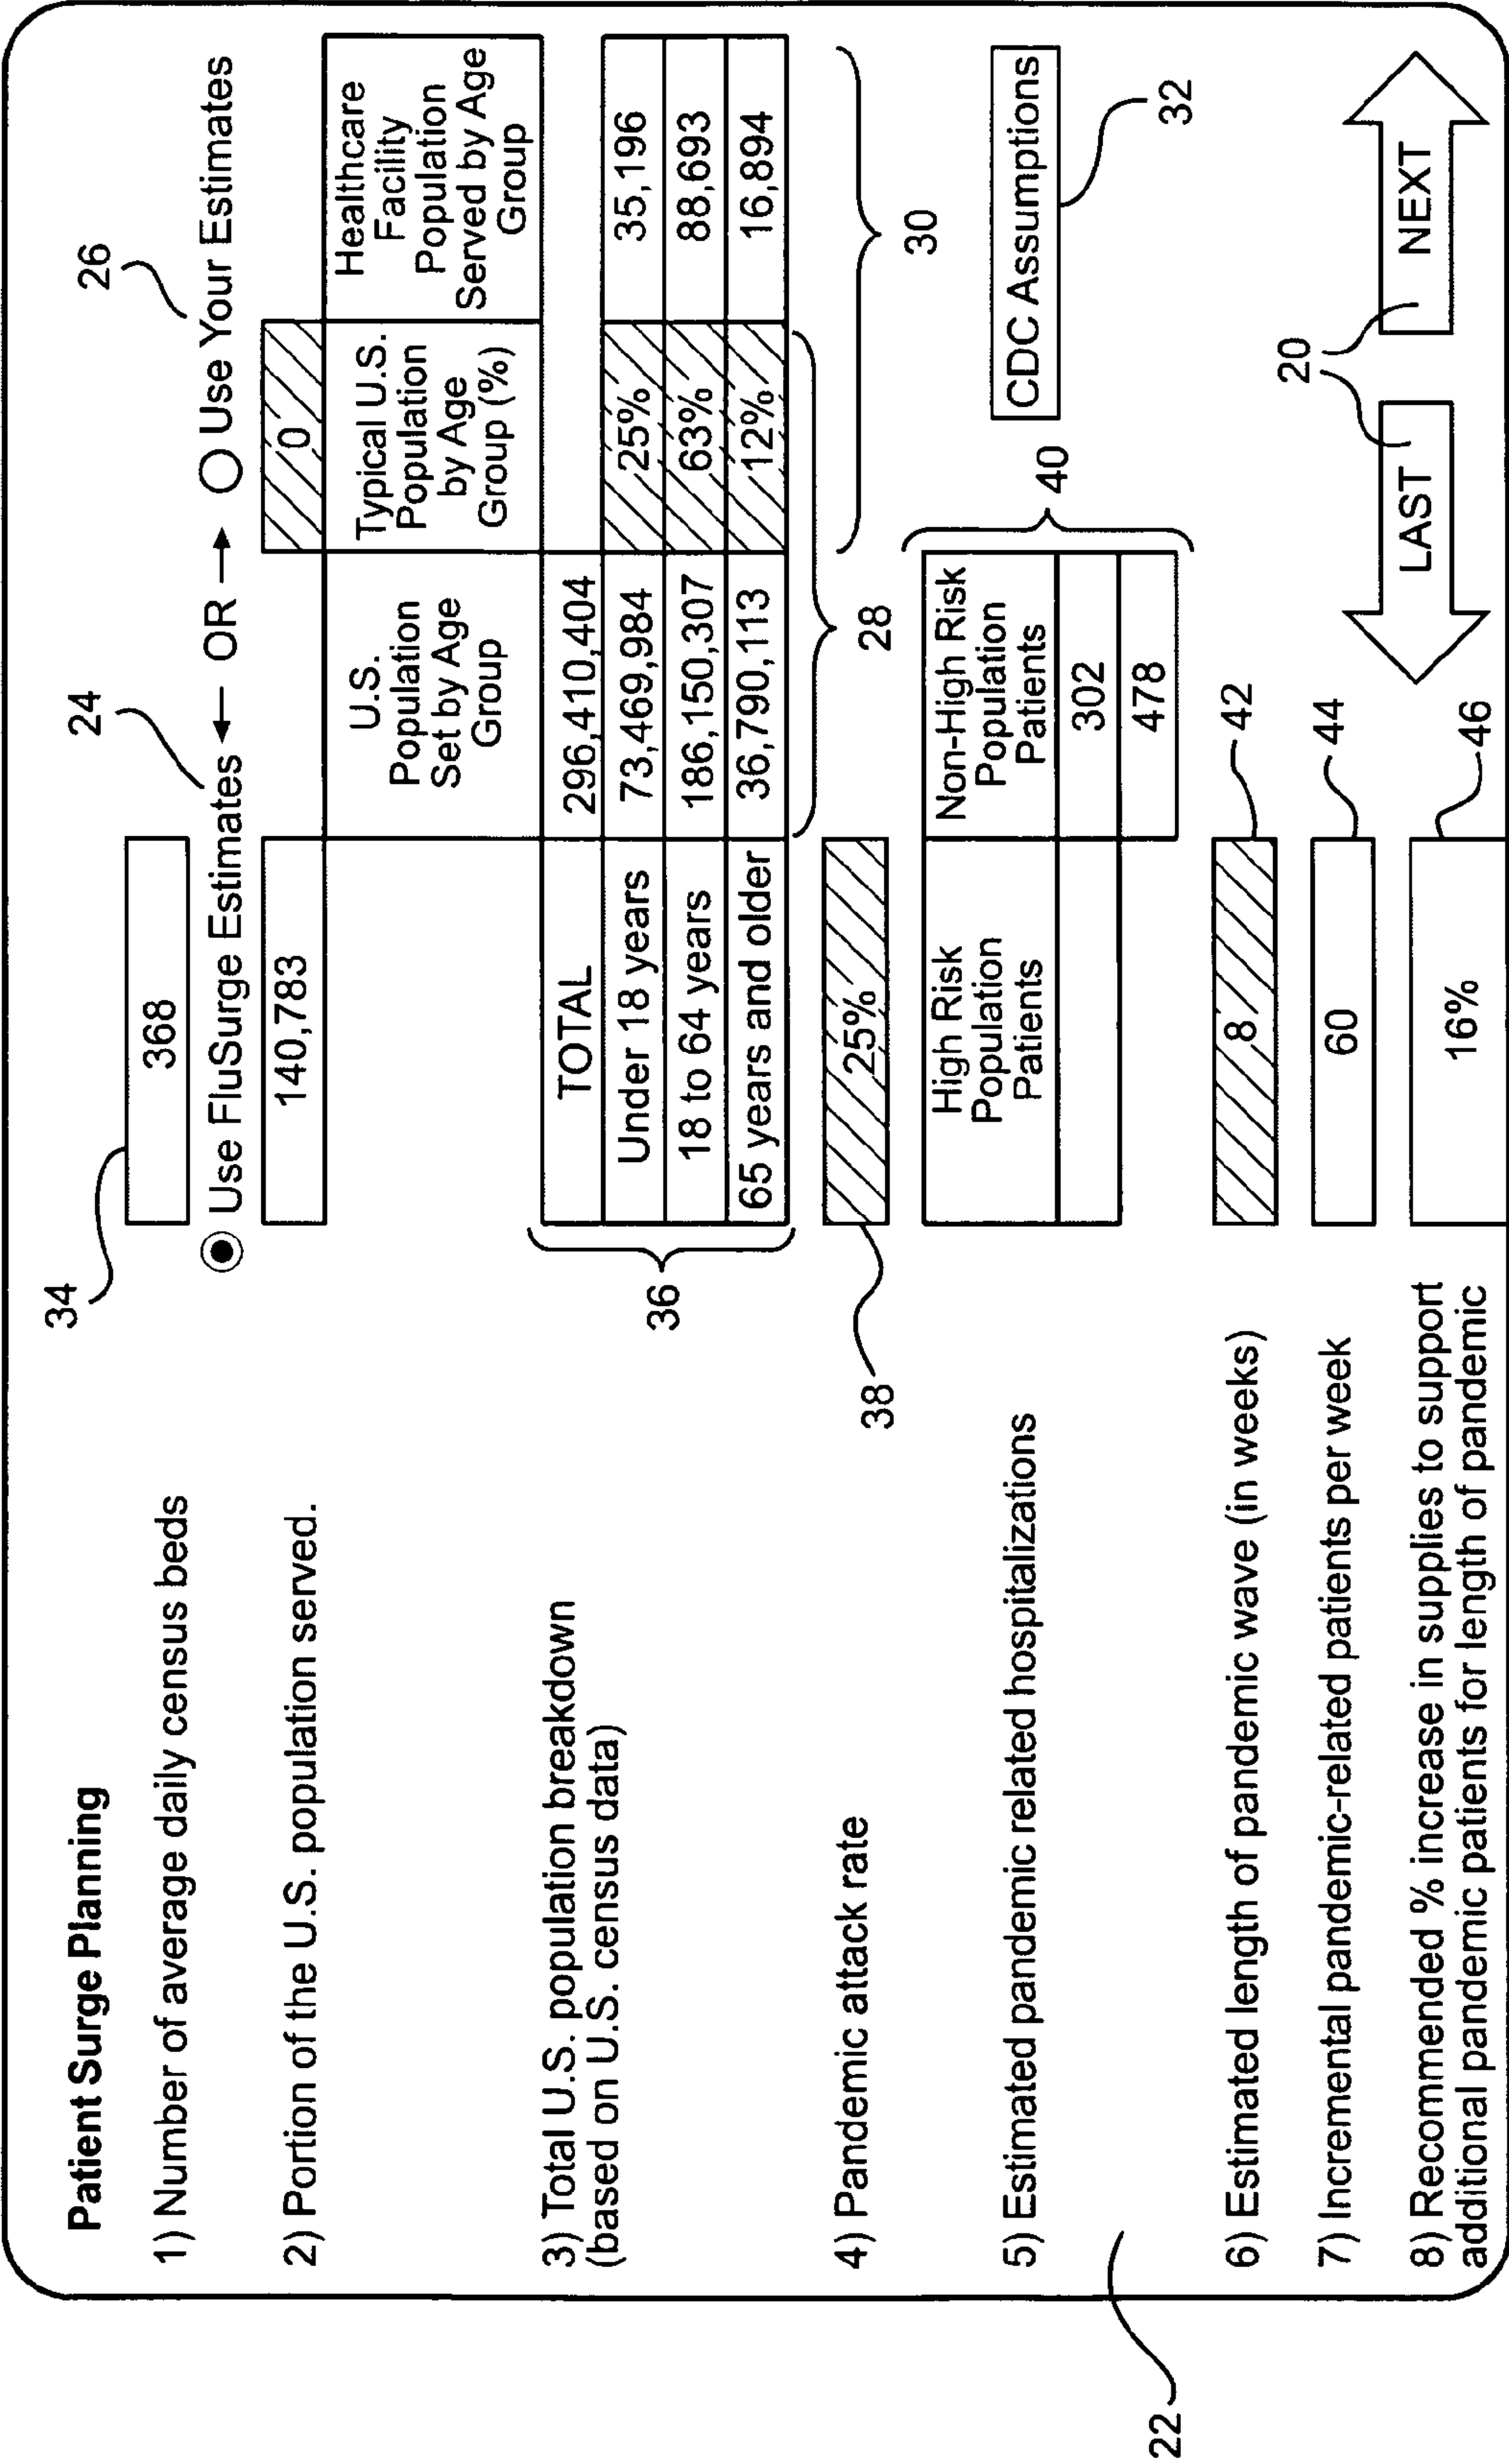 Patient Surge Planning
34
24
26
1) Number of average daily census beds
368
Use FluSurge Estimates ← OR → Use Your Estimates
2) Portion of the U.S. population served.
140,783
0
U.S.
Population
Set by Age
Group
Typical U.S.
Population
by Age
Group (%)
Healthcare
Facility
Population
Served by Age
Group
3) Total U.S. population breakdown
(based on U.S. census data)
36
TOTAL 296,410,404
Under 18 years 73,469,984 25% 35,196
18 to 64 years 186,150,307 63% 88,693
65 years and older 36,790,113 12% 16,894
28
30
4) Pandemic attack rate
38
25%
5) Estimated pandemic related hospitalizations
High Risk
Population
Patients
Non-High Risk
Population
Patients
302
478
40
CDC Assumptions
32
22
6) Estimated length of pandemic wave (in weeks)
8
42
7) Incremental pandemic-related patients per week
60
44
8) Recommended % increase in supplies to support
additional pandemic patients for length of pandemic
16%
46
20
LAST
NEXT